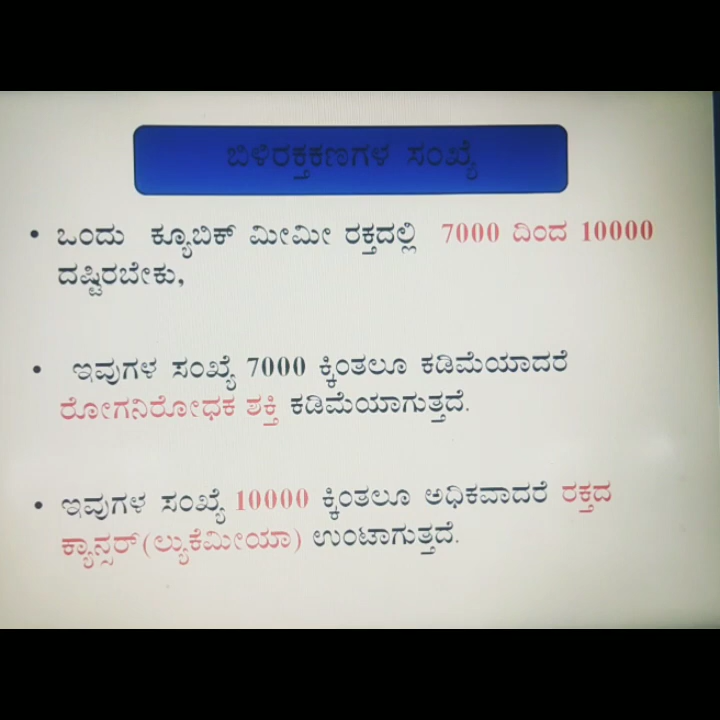 ಬಿಳಿರಕ್ತಕಣಗಳ ಸಂಖ್ಯೆ
• ಒಂದು ಕ್ಯೂಬಿಕ್ ಮೀಮೀ ರಕ್ತದಲ್ಲಿ 7000 ದಿಂದ 10000
ದಷ್ಟಿರಬೇಕು,
• ಇವುಗಳ ಸಂಖ್ಯೆ 7000 ಕ್ಕಿಂತಲೂ ಕಡಿಮೆಯಾದರೆ
ರೋಗನಿರೋಧಕ ಶಕ್ತಿ ಕಡಿಮೆಯಾಗುತ್ತದೆ.
• ಇವುಗಳ ಸಂಖ್ಯೆ 10000 ಕ್ಕಿಂತಲೂ ಅಧಿಕವಾದರೆ ರಕ್ತದ
ಕ್ಯಾನ್ಸರ್(ಲ್ಯುಕೆಮೀಯಾ) ಉಂಟಾಗುತ್ತದೆ.